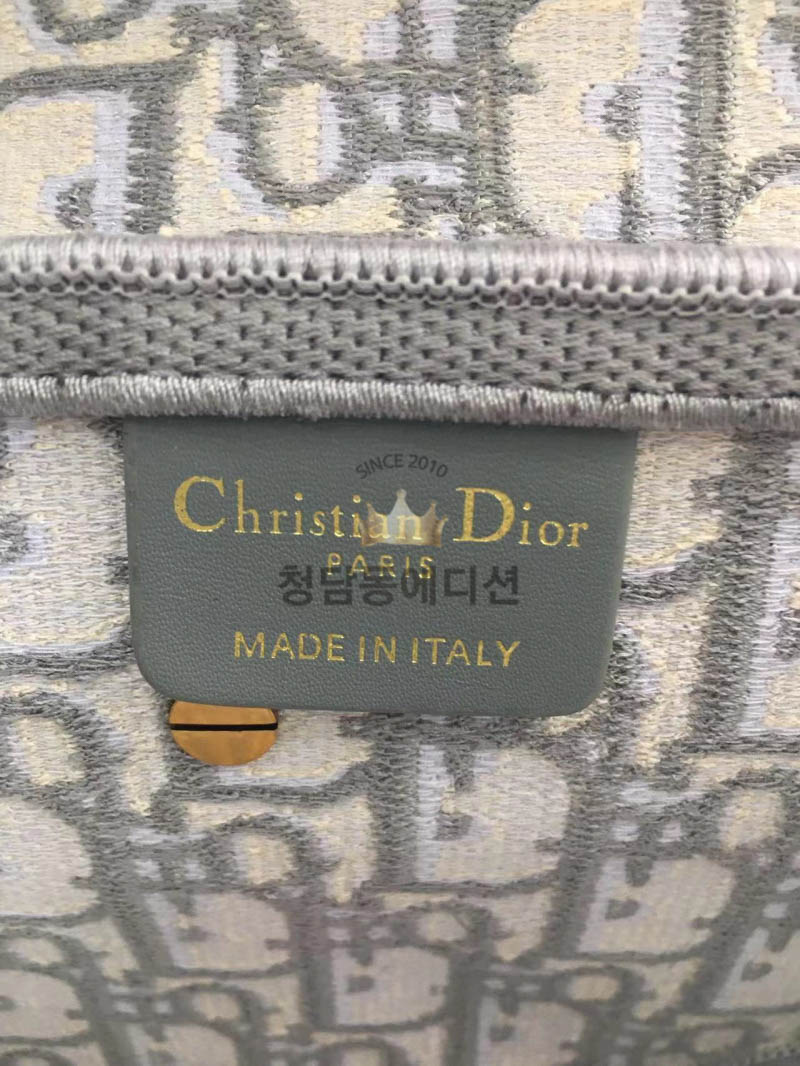 SINCE 2010
Christian Dior
PARIS
청담동에디션
MADE IN ITALY